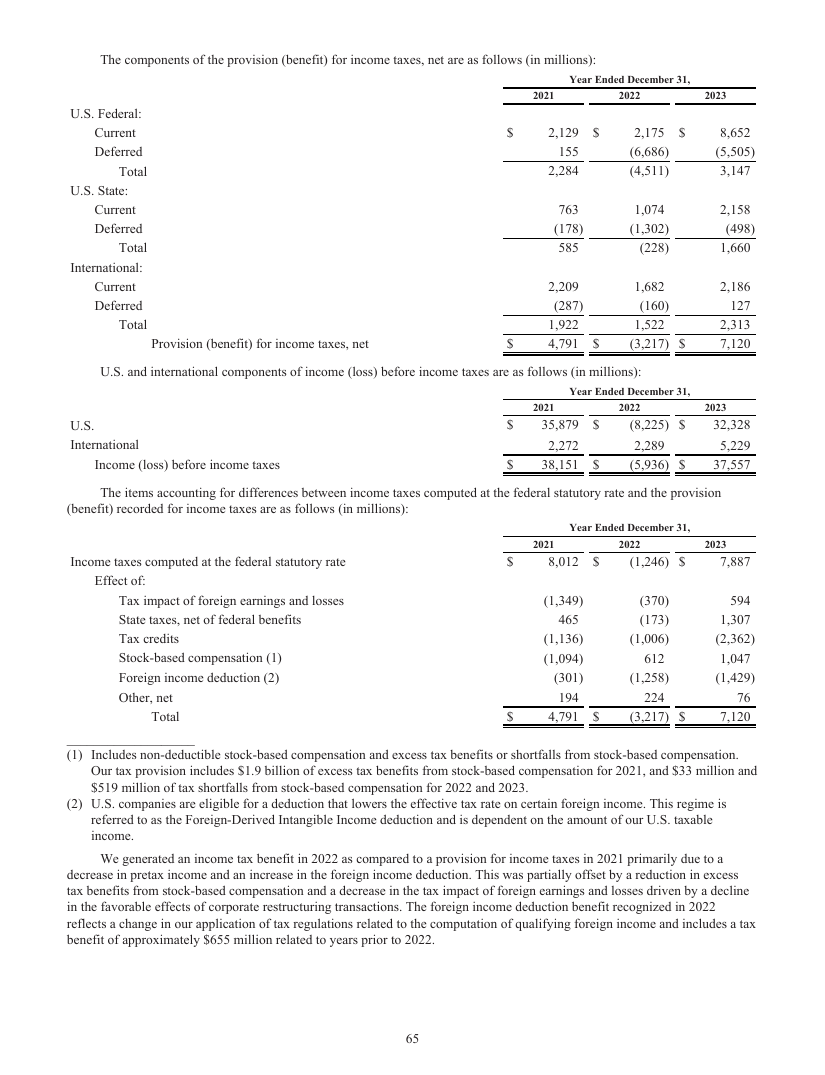 The components of the provision (benefit) for income taxes, net are as follows (in millions):
Year Ended December 31,
2021 2022 2023
U.S. Federal:
Current $ 2,129 $ 2,175 $ 8,652
Deferred 155 (6,686) (5,505)
Total 2,284 (4,511) 3,147
U.S. State:
Current 763 1,074 2,158
Deferred (178) (1,302) (498)
Total 585 (228) 1,660
International:
Current 2,209 1,682 2,186
Deferred (287) (160) 127
Total 1,922 1,522 2,313
Provision (benefit) for income taxes, net $ 4,791 $ (3,217) $ 7,120
U.S. and international components of income (loss) before income taxes are as follows (in millions):
Year Ended December 31,
2021 2022 2023
U.S. $ 35,879 $ (8,225) $ 32,328
International 2,272 2,289 5,229
Income (loss) before income taxes $ 38,151 $ (5,936) $ 37,557
The items accounting for differences between income taxes computed at the federal statutory rate and the provision
(benefit) recorded for income taxes are as follows (in millions):
Year Ended December 31,
2021 2022 2023
Income taxes computed at the federal statutory rate $ 8,012 $ (1,246) $ 7,887
Effect of:
Tax impact of foreign earnings and losses (1,349) (370) 594
State taxes, net of federal benefits 465 (173) 1,307
Tax credits (1,136) (1,006) (2,362)
Stock-based compensation (1) (1,094) 612 1,047
Foreign income deduction (2) (301) (1,258) (1,429)
Other, net 194 224 76
Total $ 4,791 $ (3,217) $ 7,120
(1) Includes non-deductible stock-based compensation and excess tax benefits or shortfalls from stock-based compensation.
Our tax provision includes $1.9 billion of excess tax benefits from stock-based compensation for 2021, and $33 million and
$519 million of tax shortfalls from stock-based compensation for 2022 and 2023.
(2) U.S. companies are eligible for a deduction that lowers the effective tax rate on certain foreign income. This regime is
referred to as the Foreign-Derived Intangible Income deduction and is dependent on the amount of our U.S. taxable
income.
We generated an income tax benefit in 2022 as compared to a provision for income taxes in 2021 primarily due to a
decrease in pretax income and an increase in the foreign income deduction. This was partially offset by a reduction in excess
tax benefits from stock-based compensation and a decrease in the tax impact of foreign earnings and losses driven by a decline
in the favorable effects of corporate restructuring transactions. The foreign income deduction benefit recognized in 2022
reflects a change in our application of tax regulations related to the computation of qualifying foreign income and includes a tax
benefit of approximately $655 million related to years prior to 2022.
65